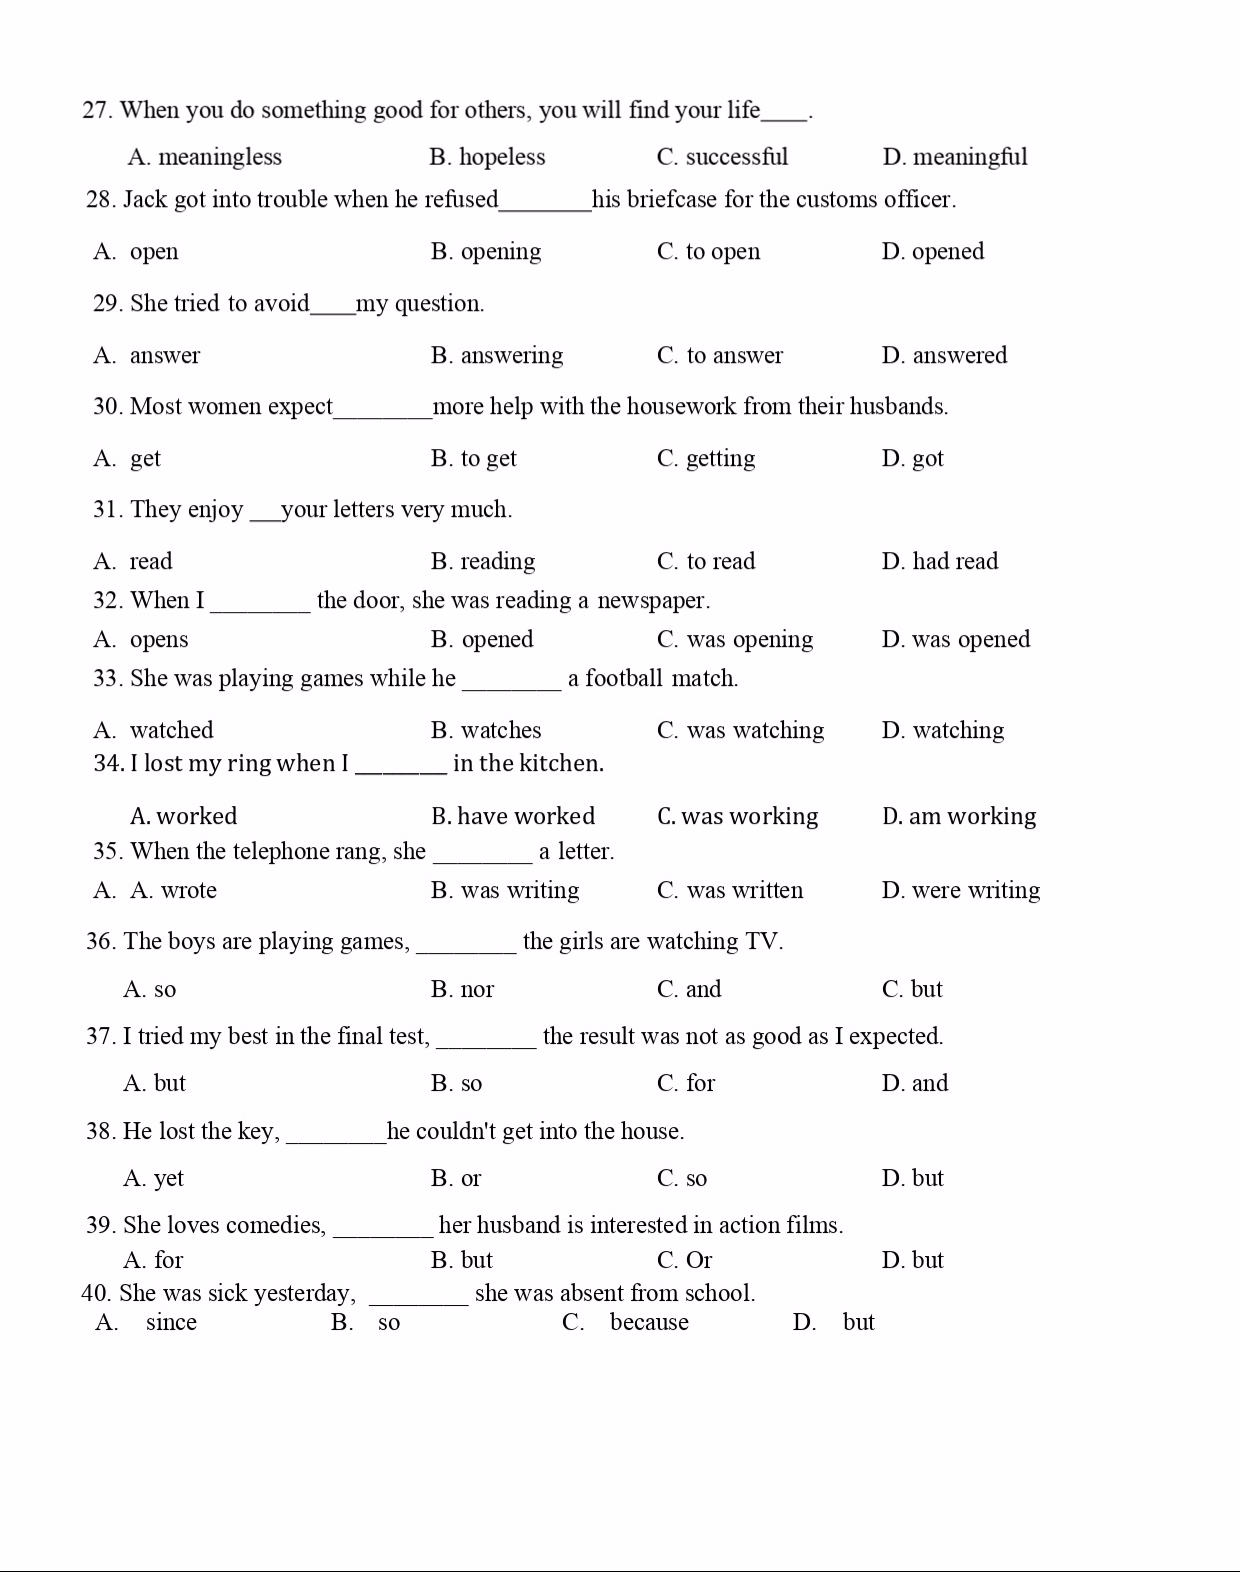 27. When you do something good for others, you will find your life____.
A. meaningless B. hopeless C. successful D. meaningful
28. Jack got into trouble when he refused________his briefcase for the customs officer.
A. open B. opening C. to open D. opened
29. She tried to avoid____my question.
A. answer B. answering C. to answer D. answered
30. Most women expect________more help with the housework from their husbands.
A. get B. to get C. getting D. got
31. They enjoy ___your letters very much.
A. read B. reading C. to read D. had read
32. When I ________ the door, she was reading a newspaper.
A. opens B. opened C. was opening D. was opened
33. She was playing games while he ________ a football match.
A. watched B. watches C. was watching D. watching
34. I lost my ring when I ________ in the kitchen.
A. worked B. have worked C. was working D. am working
35. When the telephone rang, she ________ a letter.
A. A. wrote B. was writing C. was written D. were writing
36. The boys are playing games, ________ the girls are watching TV.
A. so B. nor C. and C. but
37. I tried my best in the final test, ________ the result was not as good as I expected.
A. but B. so C. for D. and
38. He lost the key, ________he couldn't get into the house.
A. yet B. or C. so D. but
39. She loves comedies, ________ her husband is interested in action films.
A. for B. but C. Or D. but
40. She was sick yesterday, ________ she was absent from school.
A. since B. so C. because D. but